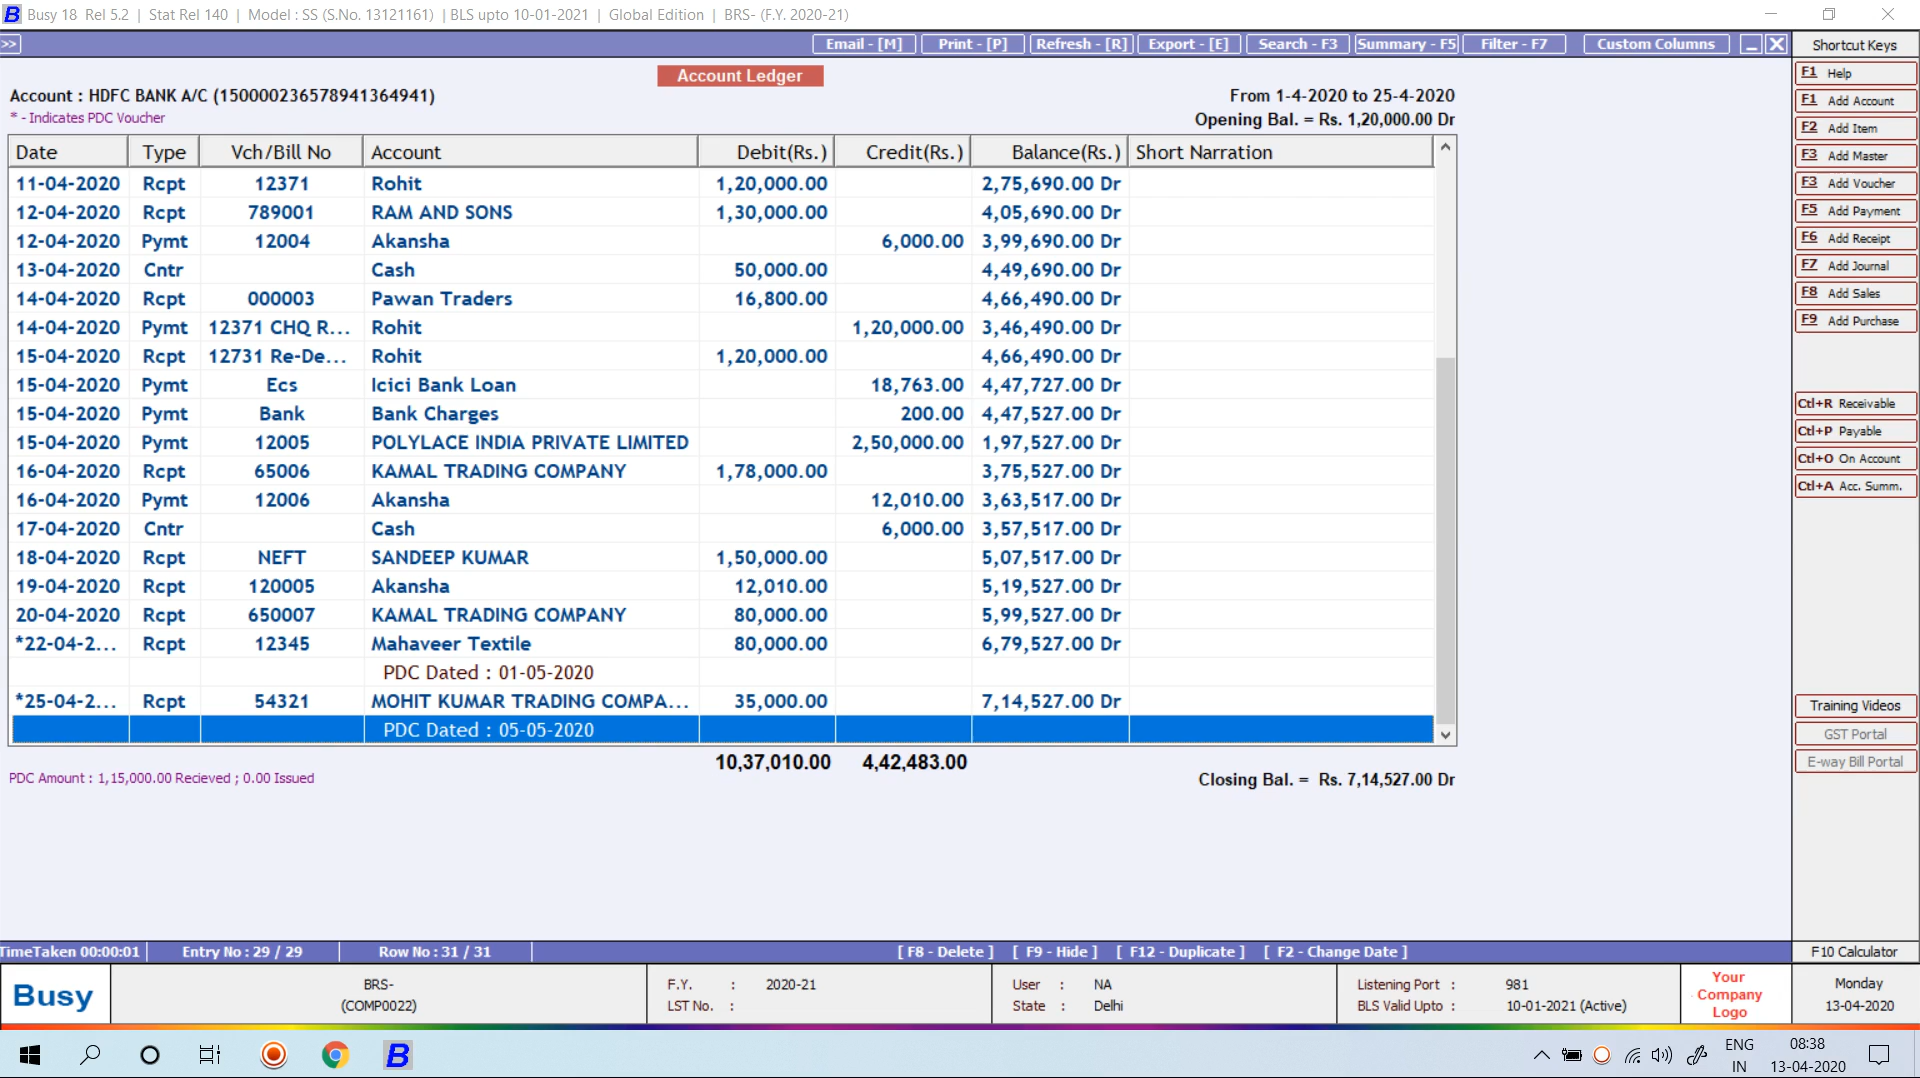 Busy 18 Rel 5.2 | Stat Rel 140 | Model : SS (S.No. 13121161) | BLS upto 10-01-2021 | Global Edition | BRS- (F.Y. 2020-21)
>> Email - [M] Print - [P] Refresh - [R] Export - [E] Search - F3 Summary - F5 Filter - F7 Custom Columns Shortcut Keys
Account Ledger
Account : HDFC BANK A/C (150000236578941364941) From 1-4-2020 to 25-4-2020
* - Indicates PDC Voucher Opening Bal. = Rs. 1,20,000.00 Dr
Date Type Vch/Bill No Account Debit(Rs.) Credit(Rs.) Balance(Rs.) Short Narration
11-04-2020 Rcpt 12371 Rohit 1,20,000.00 2,75,690.00 Dr
12-04-2020 Rcpt 789001 RAM AND SONS 1,30,000.00 4,05,690.00 Dr
12-04-2020 Pymt 12004 Akansha 6,000.00 3,99,690.00 Dr
13-04-2020 Cntr Cash 50,000.00 4,49,690.00 Dr
14-04-2020 Rcpt 000003 Pawan Traders 16,800.00 4,66,490.00 Dr
14-04-2020 Pymt 12371 CHQ R... Rohit 1,20,000.00 3,46,490.00 Dr
15-04-2020 Rcpt 12731 Re-De... Rohit 1,20,000.00 4,66,490.00 Dr
15-04-2020 Pymt Ecs Icici Bank Loan 18,763.00 4,47,727.00 Dr
15-04-2020 Pymt Bank Bank Charges 200.00 4,47,527.00 Dr
15-04-2020 Pymt 12005 POLYLACE INDIA PRIVATE LIMITED 2,50,000.00 1,97,527.00 Dr
16-04-2020 Rcpt 65006 KAMAL TRADING COMPANY 1,78,000.00 3,75,527.00 Dr
16-04-2020 Pymt 12006 Akansha 12,010.00 3,63,517.00 Dr
17-04-2020 Cntr Cash 6,000.00 3,57,517.00 Dr
18-04-2020 Rcpt NEFT SANDEEP KUMAR 1,50,000.00 5,07,517.00 Dr
19-04-2020 Rcpt 120005 Akansha 12,010.00 5,19,527.00 Dr
20-04-2020 Rcpt 650007 KAMAL TRADING COMPANY 80,000.00 5,99,527.00 Dr
*22-04-2... Rcpt 12345 Mahaveer Textile 80,000.00 6,79,527.00 Dr
PDC Dated : 01-05-2020
*25-04-2... Rcpt 54321 MOHIT KUMAR TRADING COMPA... 35,000.00 7,14,527.00 Dr
PDC Dated : 05-05-2020
10,37,010.00 4,42,483.00
PDC Amount : 1,15,000.00 Recieved ; 0.00 Issued Closing Bal. = Rs. 7,14,527.00 Dr
F1 Help
F1 Add Account
F2 Add Item
F3 Add Master
F3 Add Voucher
F5 Add Payment
F6 Add Receipt
F7 Add Journal
F8 Add Sales
F9 Add Purchase
Ctl+R Receivable
Ctl+P Payable
Ctl+O On Account
Ctl+A Acc. Summ.
Training Videos
GST Portal
E-way Bill Portal
TimeTaken 00:00:01 Entry No : 29 / 29 Row No : 31 / 31 [ F8 - Delete ] [ F9 - Hide ] [ F12 - Duplicate ] [ F2 - Change Date ] F10 Calculator
Busy
BRS-
(COMP0022)
F.Y. : 2020-21
LST No. :
User : NA
State : Delhi
Listening Port : 981
BLS Valid Upto : 10-01-2021 (Active)
Your
Company
Logo
Monday
13-04-2020
B
ENG
IN
08:38
13-04-2020